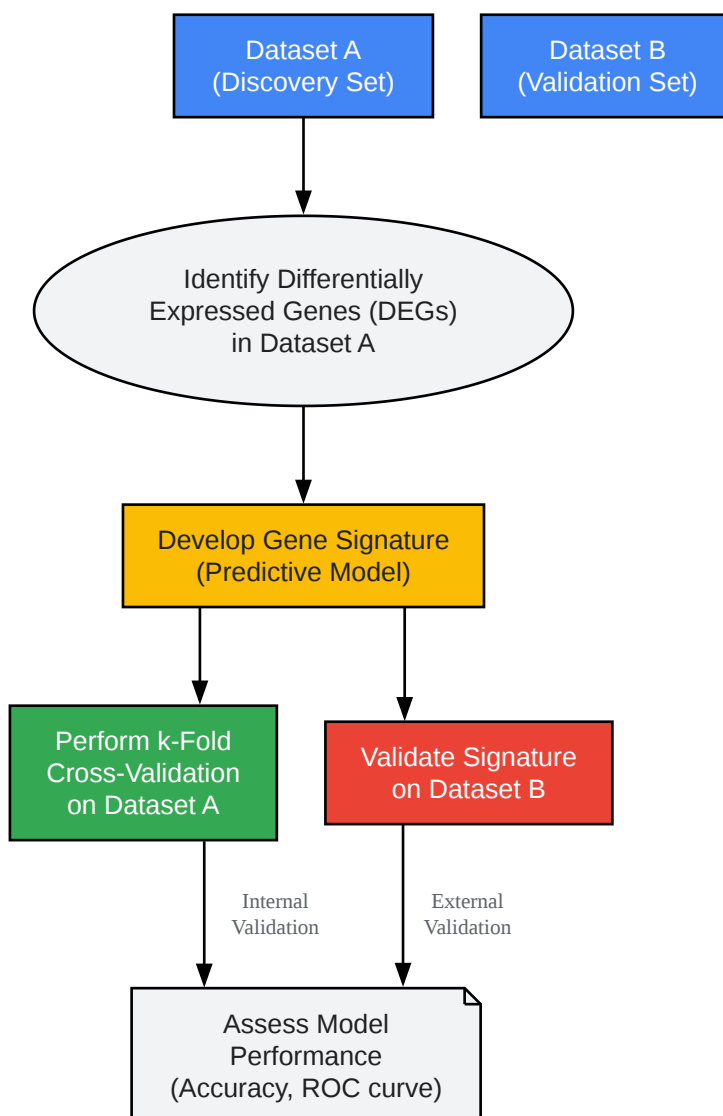 Dataset A
(Discovery Set)
Dataset B
(Validation Set)
Identify Differentially
Expressed Genes (DEGs)
in Dataset A
Develop Gene Signature
(Predictive Model)
Perform k-Fold
Cross-Validation
on Dataset A
Validate Signature
on Dataset B
Internal
Validation
External
Validation
Assess Model
Performance
(Accuracy, ROC curve)